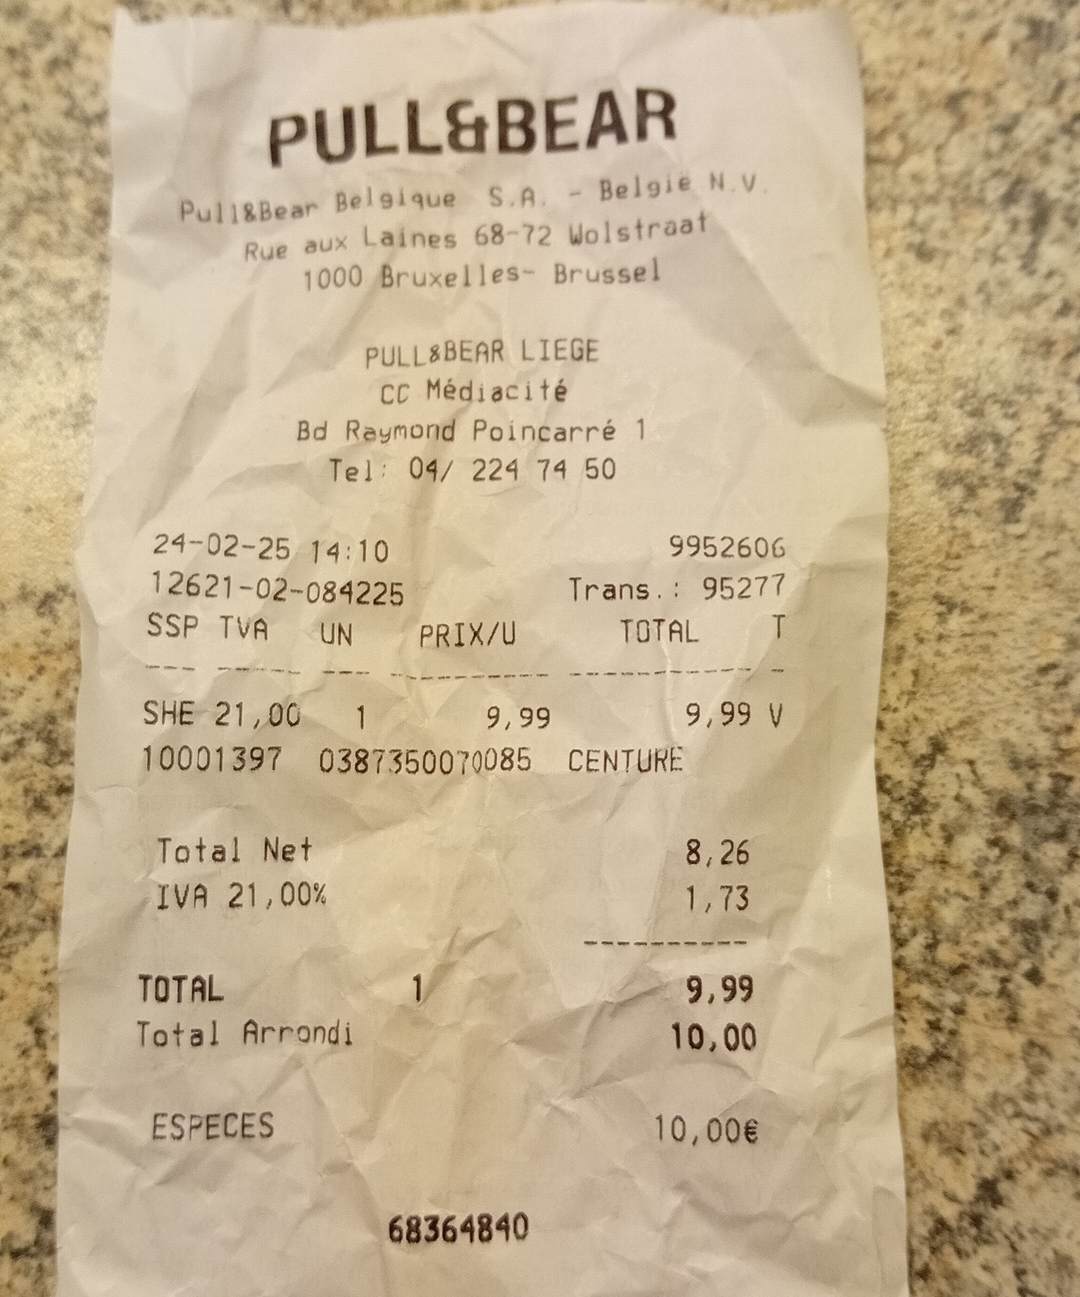 PULL&BEAR
Pull&Bear Belgique S.A. - Belgie N.V.
Rue aux Laines 68-72 Wolstraat
1000 Bruxelles- Brussel
PULL&BEAR LIEGE
CC Médiacité
Bd Raymond Poincarré 1
Tel: 04/ 224 74 50
24-02-25 14:10 9952606
12621-02-084225 Trans.: 95277
SSP TVA UN PRIX/U TOTAL T
--- ----- --- ---------- ----------- -
SHE 21,00 1 9,99 9,99 V
10001397 0387350070085 CENTURE
Total Net 8,26
IVA 21,00% 1,73
----------
TOTAL 1 9,99
Total Arrondi 10,00
ESPECES 10,00€
68364840